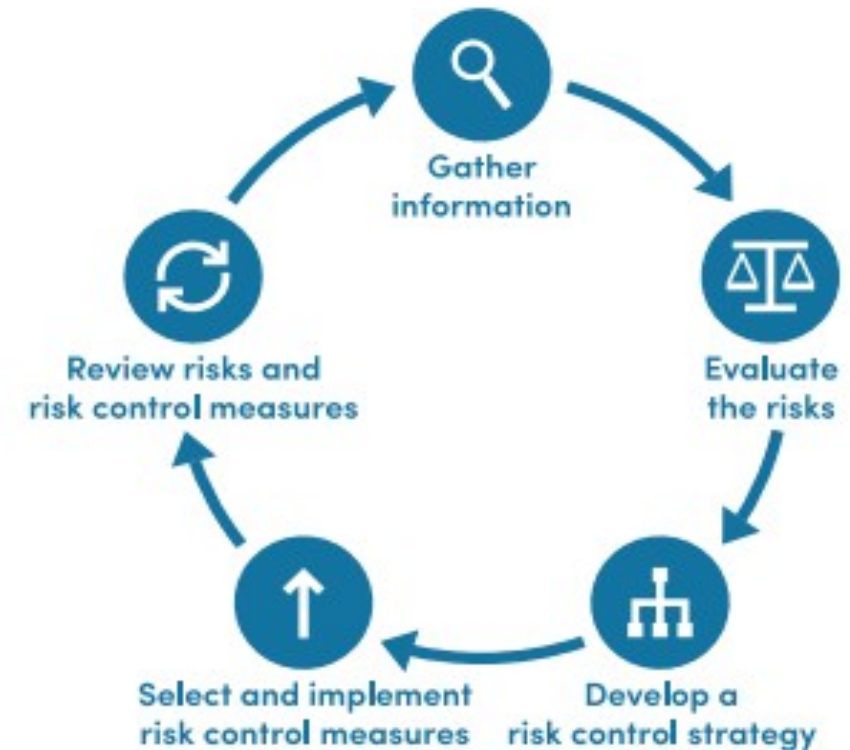 Gather
information
Evaluate
the risks
Develop a
risk control strategy
Select and implement
risk control measures
Review risks and
risk control measures